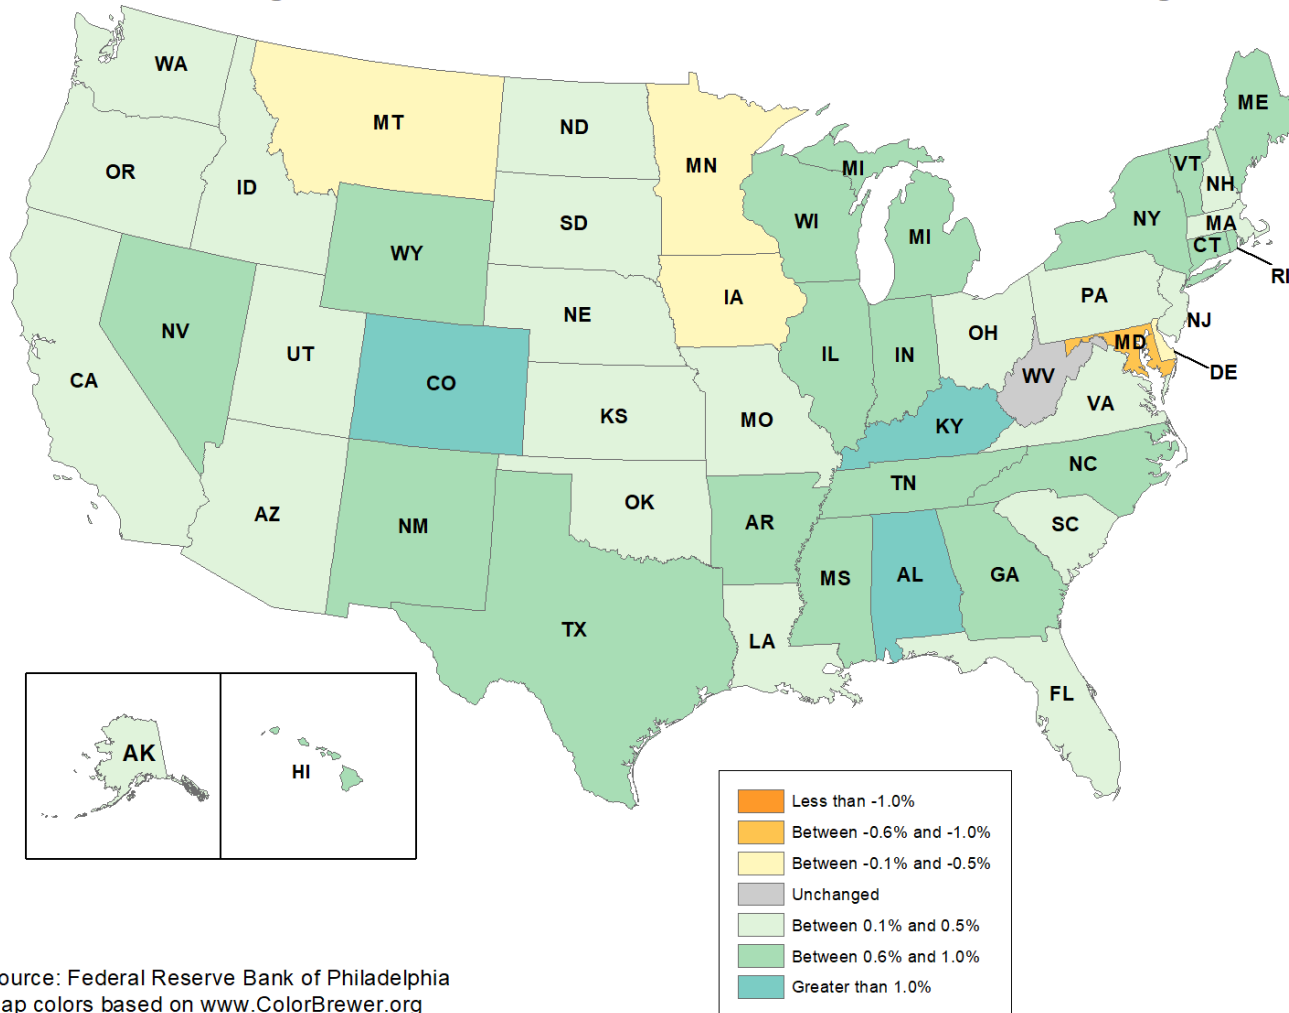 WA
MT
ND
MN
OR
ID
SD
WY
WI
MI
MI
ME
VT
NH
NY
MA
CT
RI
NV
UT
CO
NE
IA
IL
IN
OH
PA
NJ
MD
DE
WV
VA
CA
KS
MO
KY
NC
AZ
NM
OK
AR
TN
SC
TX
LA
MS
AL
GA
FL
AK
HI
Less than -1.0%
Between -0.6% and -1.0%
Between -0.1% and -0.5%
Unchanged
Between 0.1% and 0.5%
Between 0.6% and 1.0%
Greater than 1.0%
ource: Federal Reserve Bank of Philadelphia
ap colors based on www.ColorBrewer.org